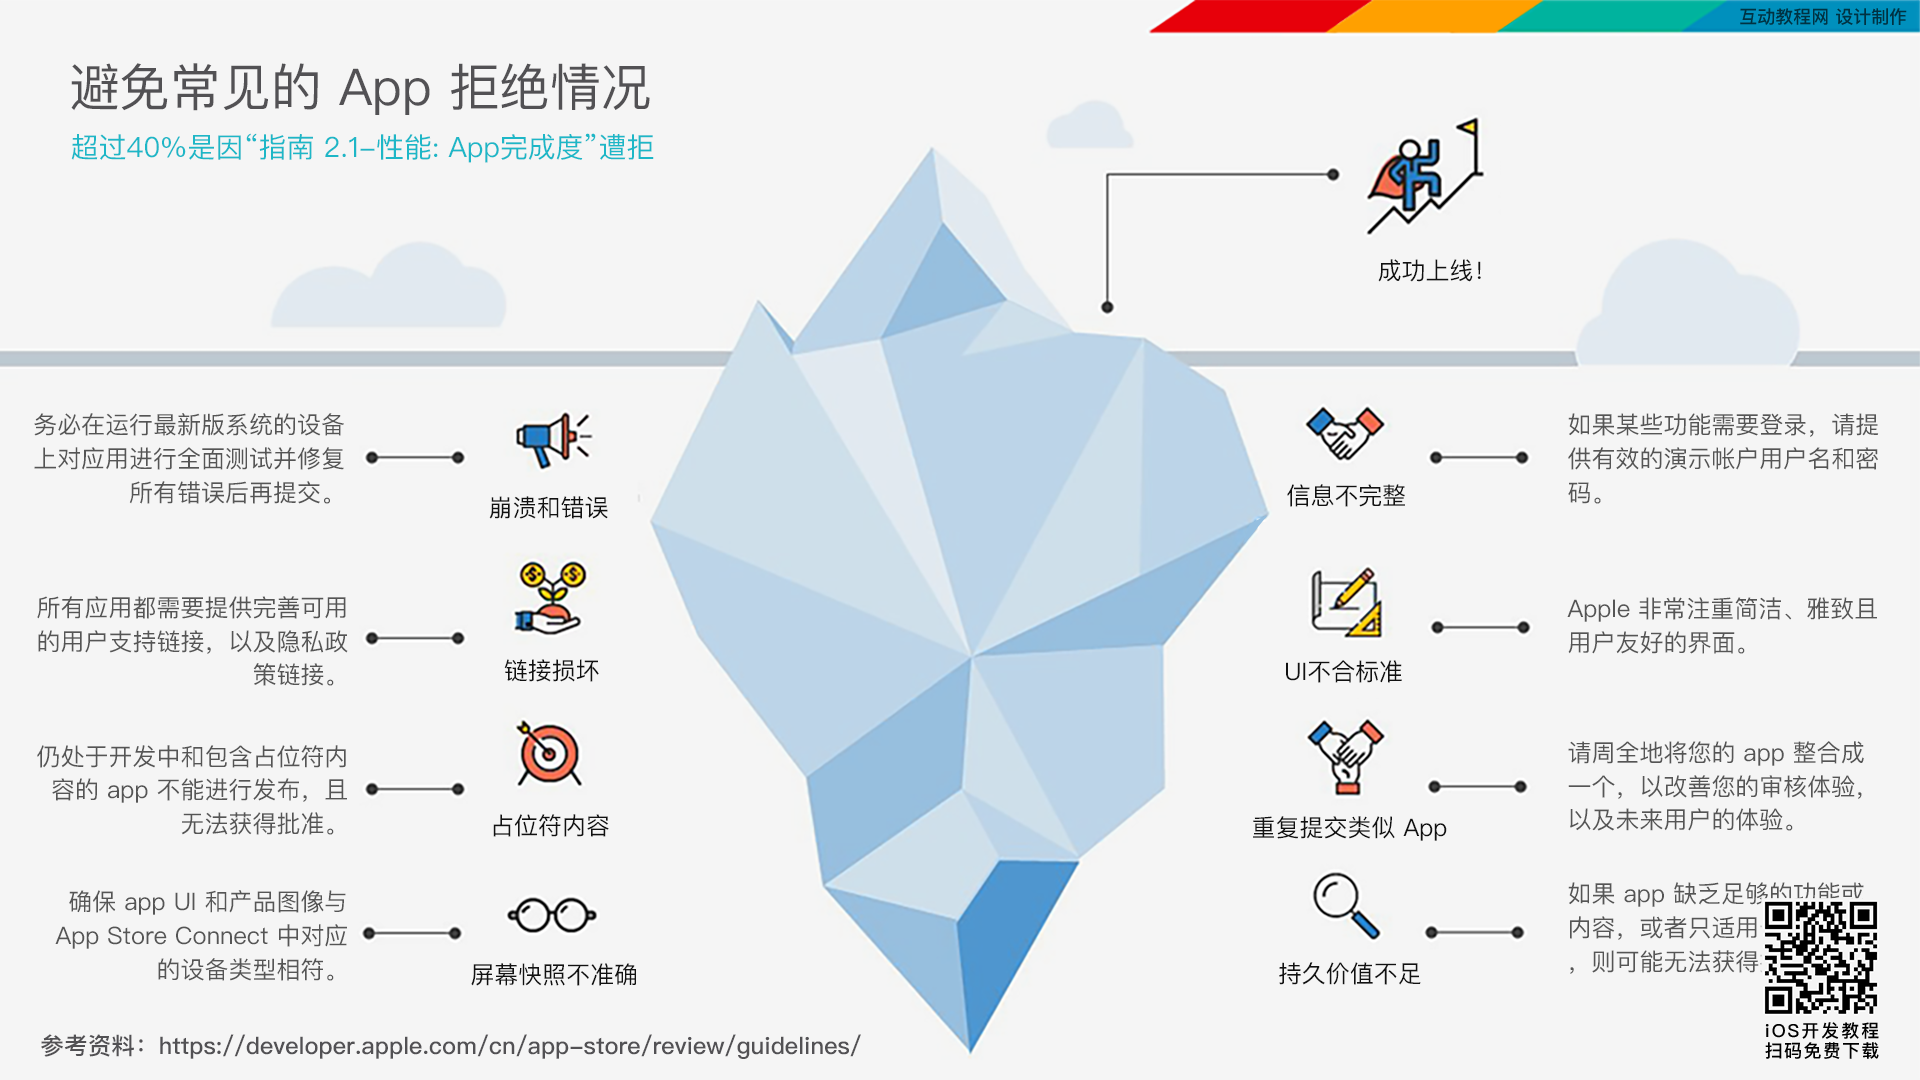 互动教程网 设计制作
避免常见的 App 拒绝情况
超过40%是因“指南 2.1-性能: App完成度”遭拒
成功上线!
务必在运行最新版系统的设备
上对应用进行全面测试并修复
所有错误后再提交。
崩溃和错误
所有应用都需要提供完善可用
的用户支持链接，以及隐私政
策链接。
链接损坏
仍处于开发中和包含占位符内
容的 app 不能进行发布，且
无法获得批准。
占位符内容
确保 app UI 和产品图像与
App Store Connect 中对应
的设备类型相符。
屏幕快照不准确
信息不完整
如果某些功能需要登录，请提
供有效的演示帐户用户名和密
码。
UI不合标准
Apple 非常注重简洁、雅致且
用户友好的界面。
重复提交类似 App
请周全地将您的 app 整合成
一个，以改善您的审核体验，
以及未来用户的体验。
持久价值不足
如果 app 缺乏足够的功能或
内容，或者只适用
，则可能无法获得
参考资料：https://developer.apple.com/cn/app-store/review/guidelines/
iOS开发教程
扫码免费下载